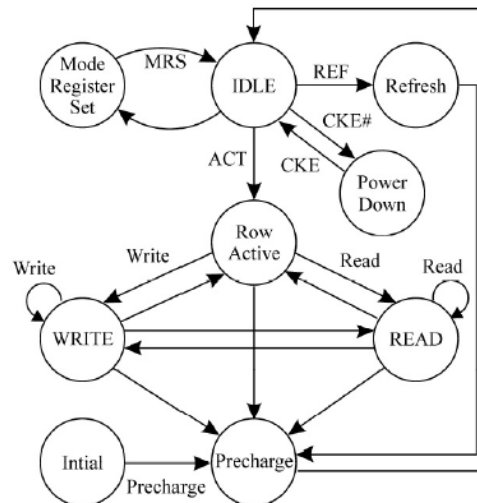 Mode
Register
Set
MRS
IDLE
REF
Refresh
CKE#
CKE
ACT
Power
Down
Row
Active
Write
Write
Read
Read
WRITE
READ
Intial
Precharge
Precharge